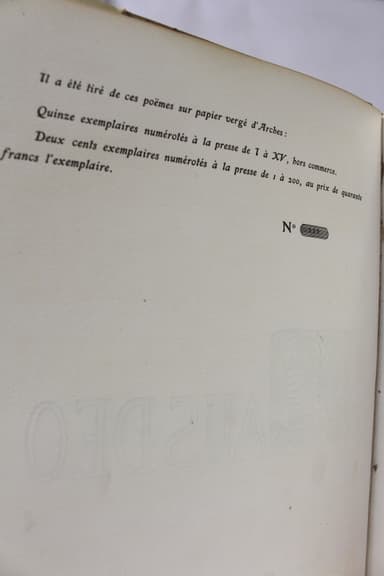 Il a été tiré de ces poëmes sur papier vergé d'Arches :
Quinze exemplaires numérotés à la presse de I à XV, hors commerce.
Deux cents exemplaires numérotés à la presse de 1 à 200, au prix de quarante
francs l'exemplaire.
N°